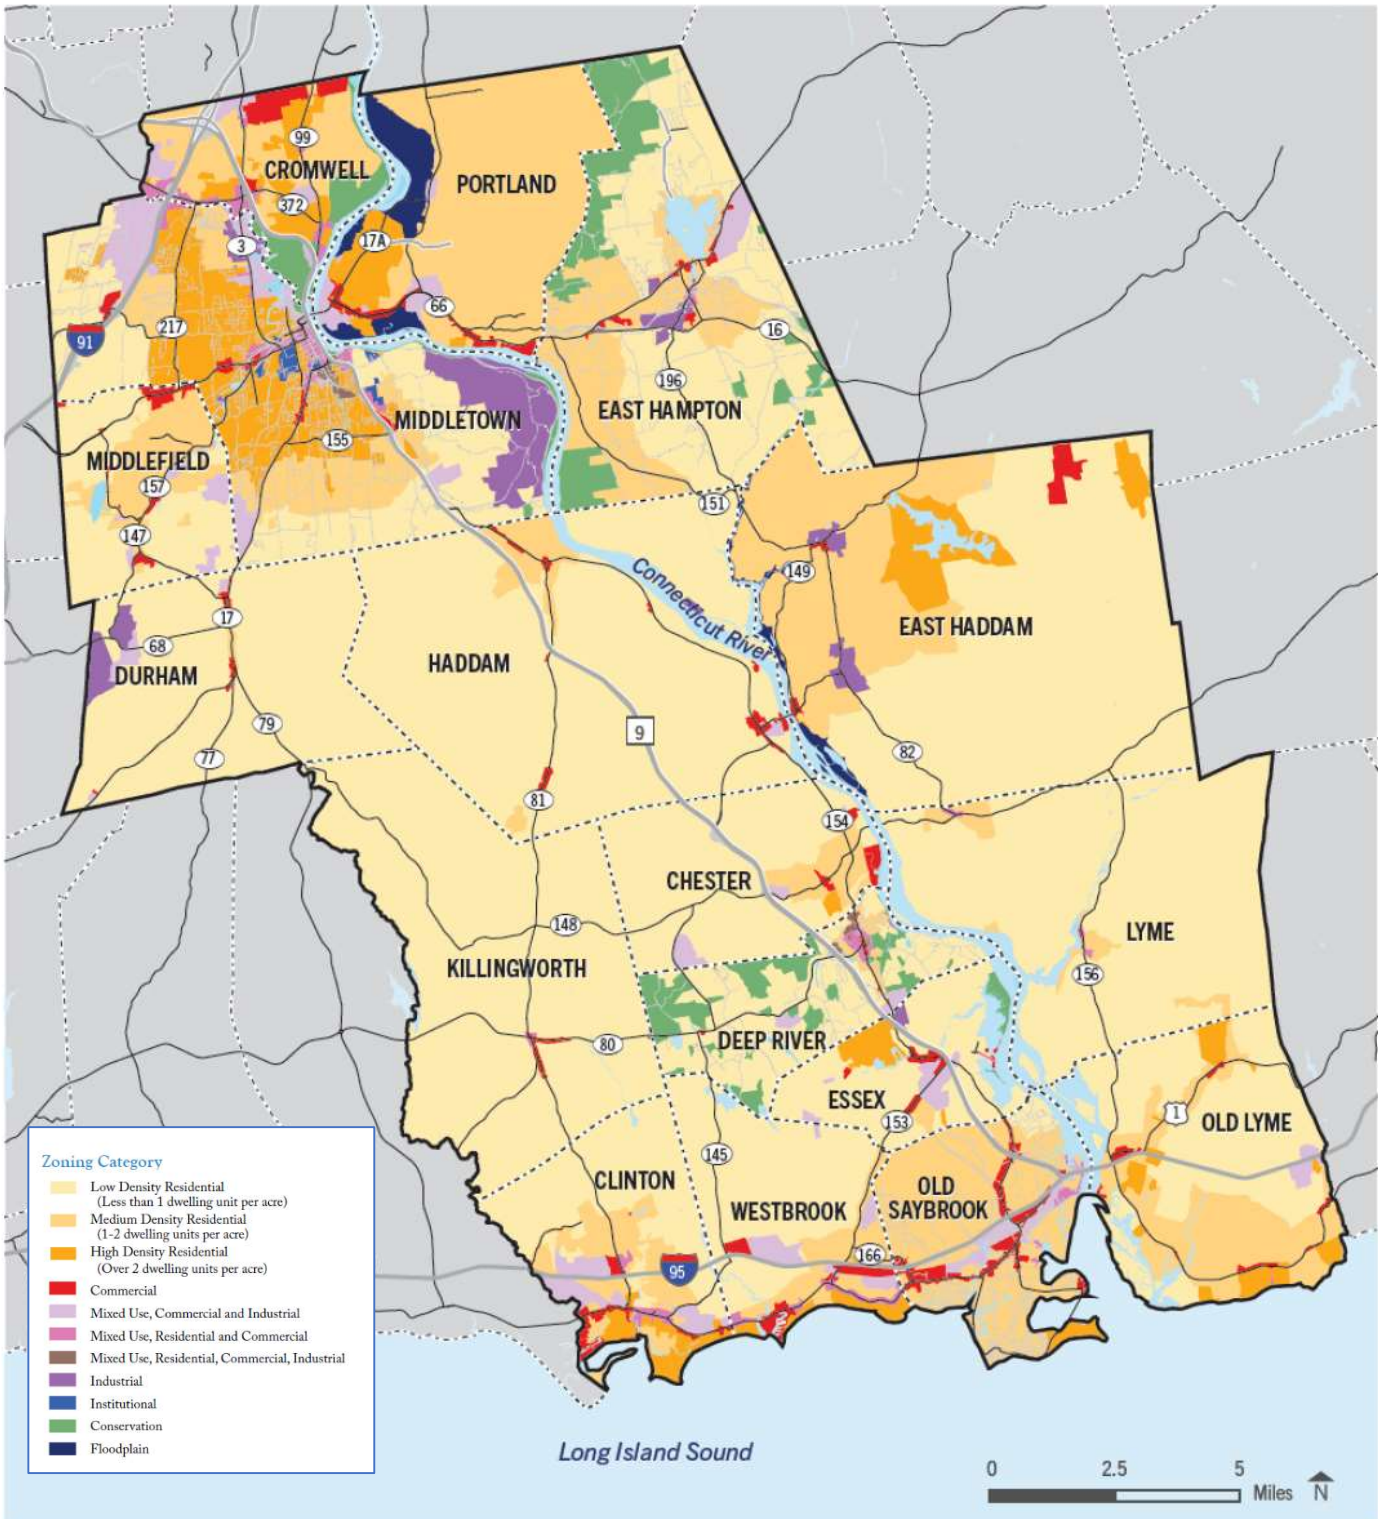 99
CROMWELL
PORTLAND
372
3
17A
66
217
16
91
196
EAST HAMPTON
MIDDLETOWN
155
MIDDLEFIELD
157
151
147
149
Connecticut River
17
EAST HADDAM
68
HADDAM
DURHAM
79
9
77
82
81
154
CHESTER
148
LYME
KILLINGWORTH
156
DEEP RIVER
80
ESSEX
1
OLD LYME
153
145
CLINTON
OLD
SAYBROOK
WESTBROOK
166
95
Zoning Category
Low Density Residential
(Less than 1 dwelling unit per acre)
Medium Density Residential
(1-2 dwelling units per acre)
High Density Residential
(Over 2 dwelling units per acre)
Commercial
Mixed Use, Commercial and Industrial
Mixed Use, Residential and Commercial
Mixed Use, Residential, Commercial, Industrial
Industrial
Institutional
Conservation
Floodplain
Long Island Sound
0 2.5 5
Miles N